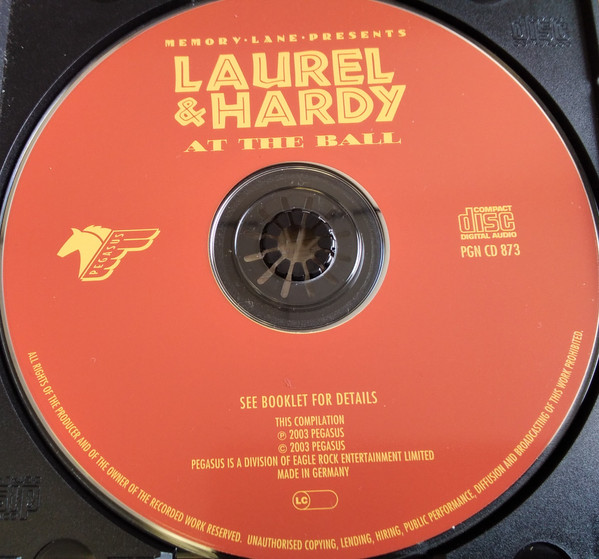 MEMORY·LANE·PRESENTS
LAUREL
& HARDY
AT THE BALL
PEGASUS
COMPACT
disc
DIGITAL AUDIO
PGN CD 873
SEE BOOKLET FOR DETAILS
THIS COMPILATION
℗ 2003 PEGASUS
© 2003 PEGASUS
PEGASUS IS A DIVISION OF EAGLE ROCK ENTERTAINMENT LIMITED
MADE IN GERMANY
LC
ALL RIGHTS OF THE PRODUCER AND OF THE OWNER OF THE RECORDED WORK RESERVED. UNAUTHORISED COPYING, LENDING, HIRING, PUBLIC PERFORMANCE, DIFFUSION AND BROADCASTING OF THIS WORK PROHIBITED.
disc